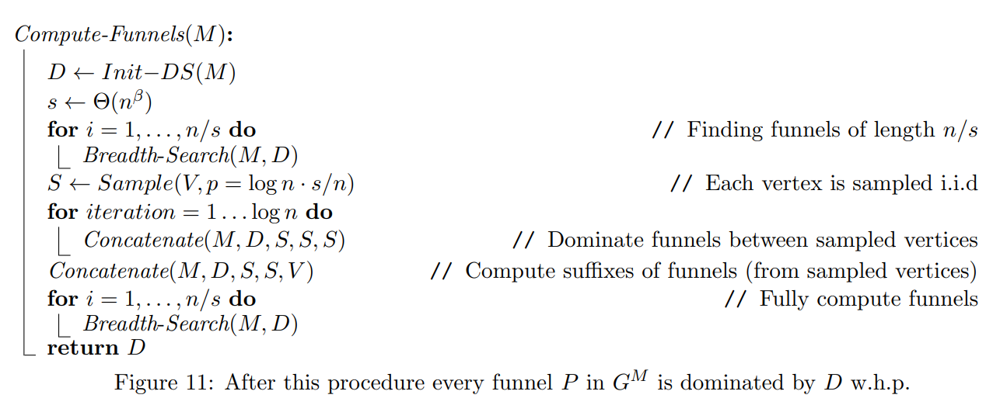 Compute-Funnels(M):
D ← Init−DS(M)
s ← Θ(n^β)
for i = 1, . . . , n/s do // Finding funnels of length n/s
Breadth-Search(M, D)
S ← Sample(V, p = log n · s/n) // Each vertex is sampled i.i.d
for iteration = 1 . . . log n do
Concatenate(M, D, S, S, S) // Dominate funnels between sampled vertices
Concatenate(M, D, S, S, V) // Compute suffixes of funnels (from sampled vertices)
for i = 1, . . . , n/s do // Fully compute funnels
Breadth-Search(M, D)
return D
Figure 11: After this procedure every funnel P in G^M is dominated by D w.h.p.